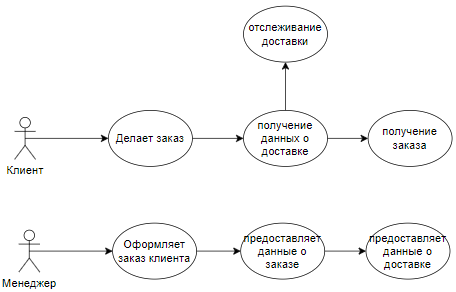 отслеживание
доставки
Клиент
Делает заказ
получение
данных о
доставке
получение
заказа
Менеджер
Оформляет
заказ клиента
предоставляет
данные о
заказе
предоставляет
данные о
доставке